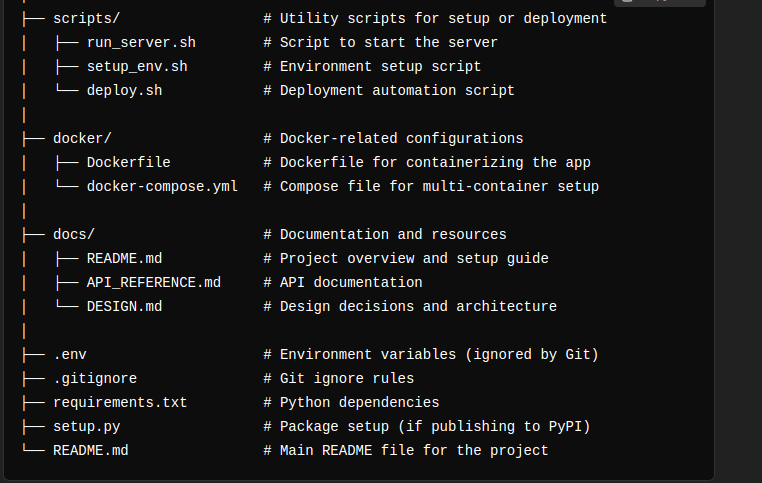 ├── scripts/                 # Utility scripts for setup or deployment
│   ├── run_server.sh        # Script to start the server
│   ├── setup_env.sh         # Environment setup script
│   └── deploy.sh            # Deployment automation script
│
├── docker/                  # Docker-related configurations
│   ├── Dockerfile           # Dockerfile for containerizing the app
│   └── docker-compose.yml   # Compose file for multi-container setup
│
├── docs/                    # Documentation and resources
│   ├── README.md            # Project overview and setup guide
│   ├── API_REFERENCE.md     # API documentation
│   └── DESIGN.md            # Design decisions and architecture
│
├── .env                     # Environment variables (ignored by Git)
├── .gitignore               # Git ignore rules
├── requirements.txt         # Python dependencies
├── setup.py                 # Package setup (if publishing to PyPI)
└── README.md                # Main README file for the project